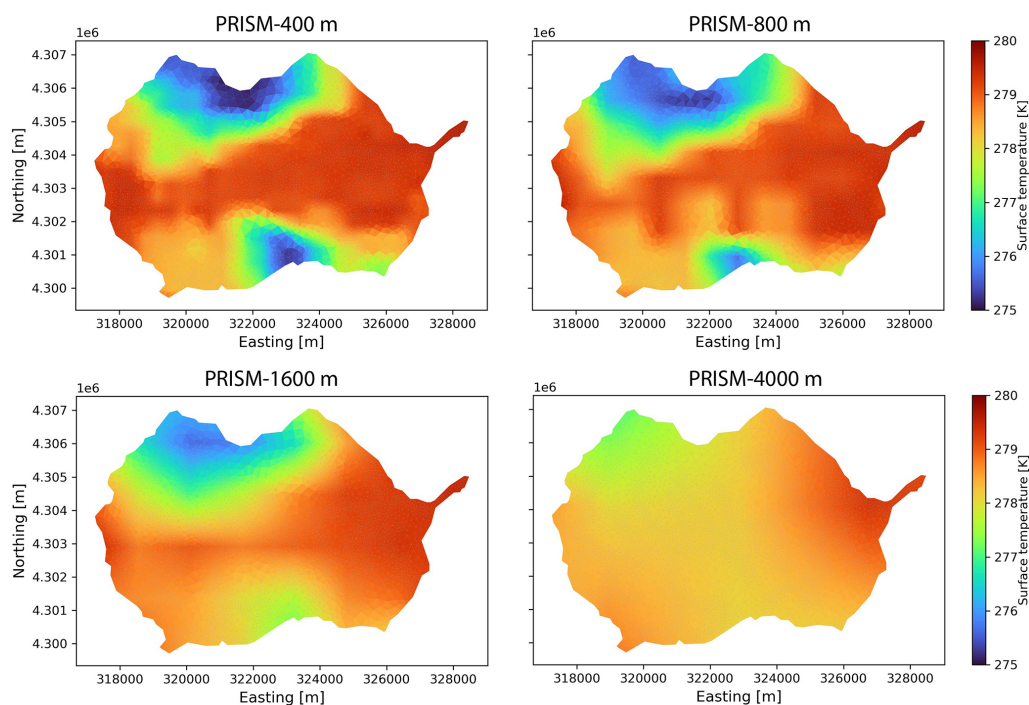 PRISM-400 m
PRISM-800 m
1e6
1e6
4.307
4.306
4.305
4.304
4.303
4.302
4.301
4.300
Northing [m]
318000 320000 322000 324000 326000 328000
Easting [m]
318000 320000 322000 324000 326000 328000
Easting [m]
280
279
278
277
276
275
Surface temperature [K]
PRISM-1600 m
PRISM-4000 m
1e6
1e6
4.307
4.306
4.305
4.304
4.303
4.302
4.301
4.300
Northing [m]
318000 320000 322000 324000 326000 328000
Easting [m]
318000 320000 322000 324000 326000 328000
Easting [m]
280
279
278
277
276
275
Surface temperature [K]